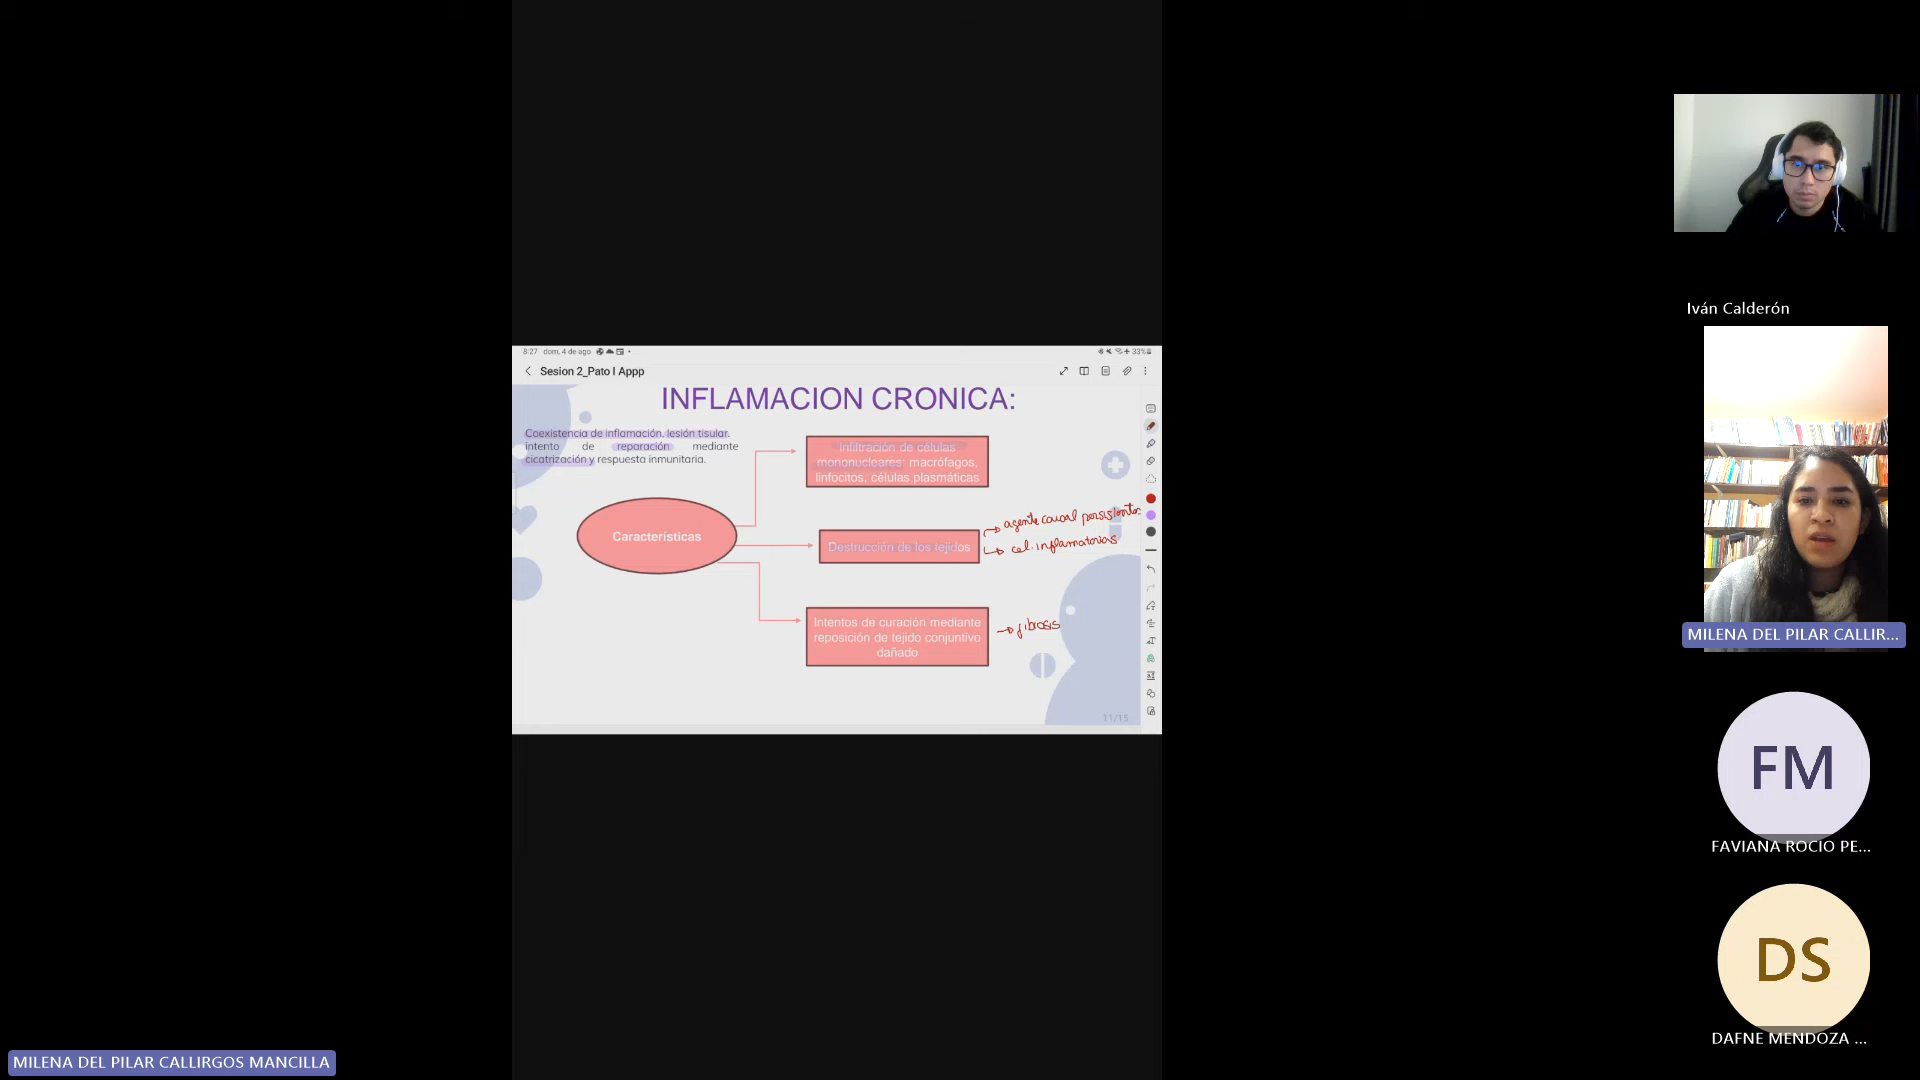 8:27 dom, 4 de ago
33%
Sesion 2_Pato I Appp
INFLAMACION CRONICA:
Coexistencia de inflamación, lesión tisular.
intento de reparación mediante
cicatrización y respuesta inmunitaria.
Características
Infiltración de células
mononucleares: macrófagos,
linfocitos, células plasmáticas
Destrucción de los tejidos
agente causal persistente
cel. inflamatorias
Intentos de curación mediante
reposición de tejido conjuntivo
dañado
fibrosis
11/15
Iván Calderón
MILENA DEL PILAR CALLIR...
FM
FAVIANA ROCIO PE...
DS
DAFNE MENDOZA ...
MILENA DEL PILAR CALLIRGOS MANCILLA